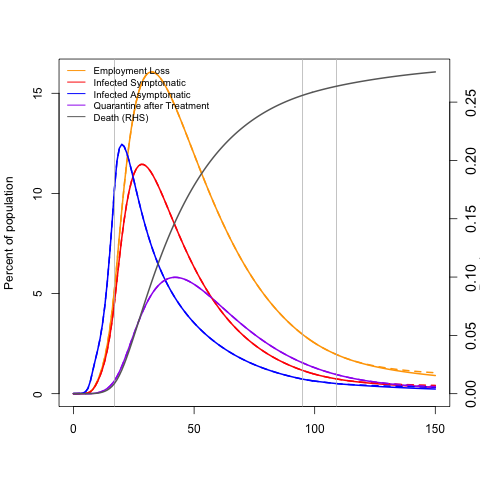 Employment Loss
Infected Symptomatic
Infected Asymptomatic
Quarantine after Treatment
Death (RHS)
Percent of population
15
10
5
0
0.25
0.20
0.15
0.10
0.05
0.00
0 50 100 150